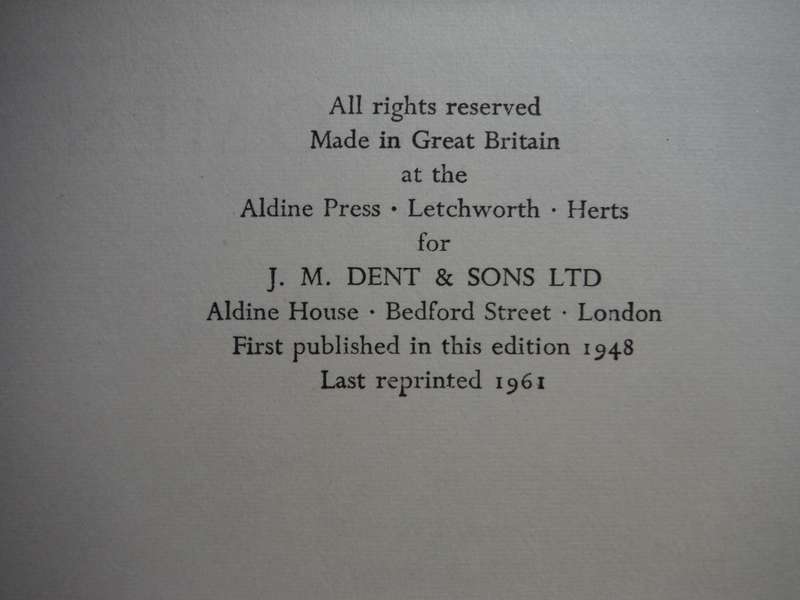 All rights reserved
Made in Great Britain
at the
Aldine Press · Letchworth · Herts
for
J. M. DENT & SONS LTD
Aldine House · Bedford Street · London
First published in this edition 1948
Last reprinted 1961